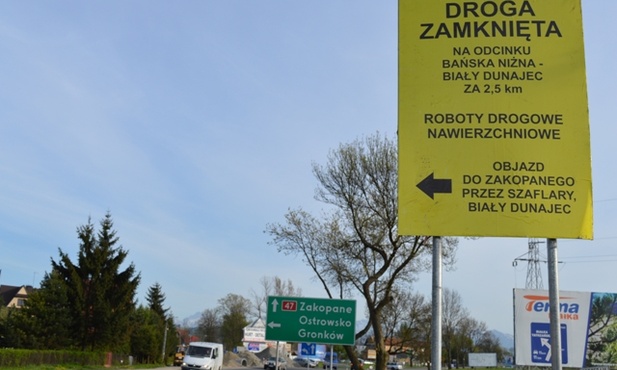 DROGA
ZAMKNIĘTA
NA ODCINKU
BAŃSKA NIŻNA -
BIAŁY DUNAJEC
ZA 2,5 km
ROBOTY DROGOWE
NAWIERZCHNIOWE
OBJAZD
DO ZAKOPANEGO
PRZEZ SZAFLARY,
BIAŁY DUNAJEC
47
Zakopane
Ostrowsko
Gronków
Termo